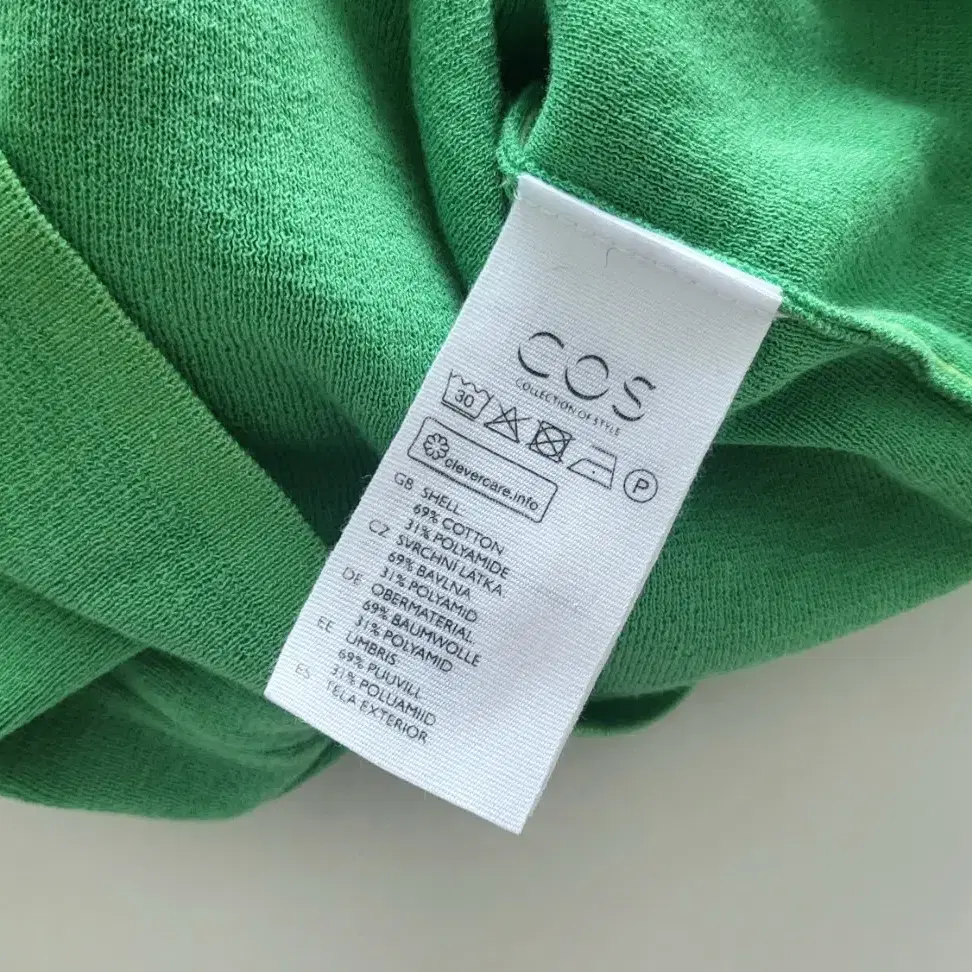 COS
COLLECTION OF STYLE
30
P
clevercare.info
GB SHELL
69% COTTON
31% POLYAMIDE
CZ SVRCHNÍ LÁTKA
69% BAVLNA
31% POLYAMID
DE OBERMATERIAL
69% BAUMWOLLE
31% POLYAMID
EE UMBRIS
69% PUUVILL
31% POLUAMIID
ES TELA EXTERIOR